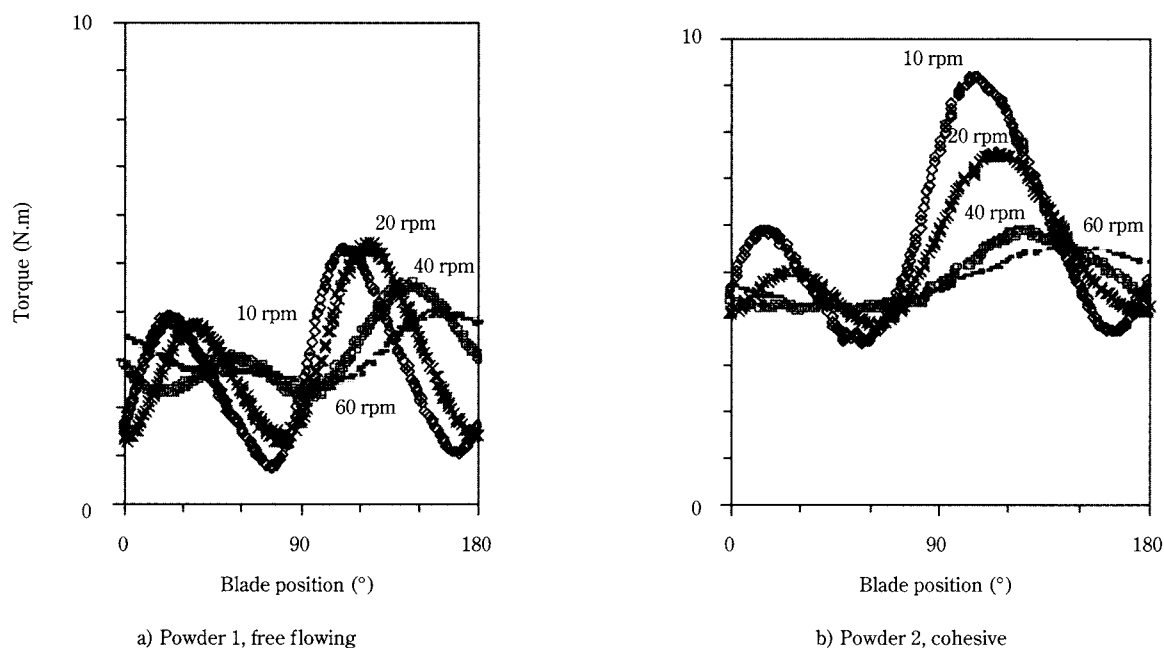 10
20 rpm
40 rpm
10 rpm
60 rpm
Torque (N.m)
0
0 90 180
Blade position (°)
a) Powder 1, free flowing
10
10 rpm
20 rpm
40 rpm
60 rpm
0
0 90 180
Blade position (°)
b) Powder 2, cohesive